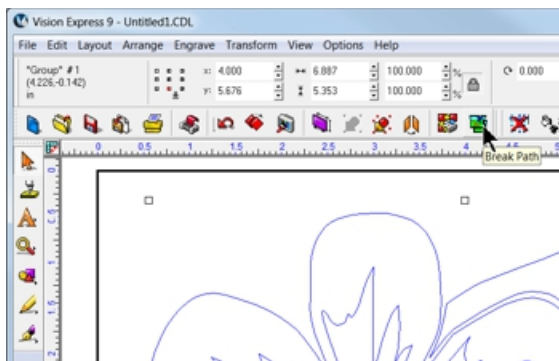 Vision Express 9 - Untitled1.CDL
File Edit Layout Arrange Engrave Transform View Options Help
"Group" #1
(4.226,-0.142)
in
x: 4.000 6.887 100.000 % 0.000
y: 5.676 5.353 100.000 %
0 0.5 1 1.5 2 2.5 3 3.5 4 4.5
Break Path
0
0.5
1
1.5
2